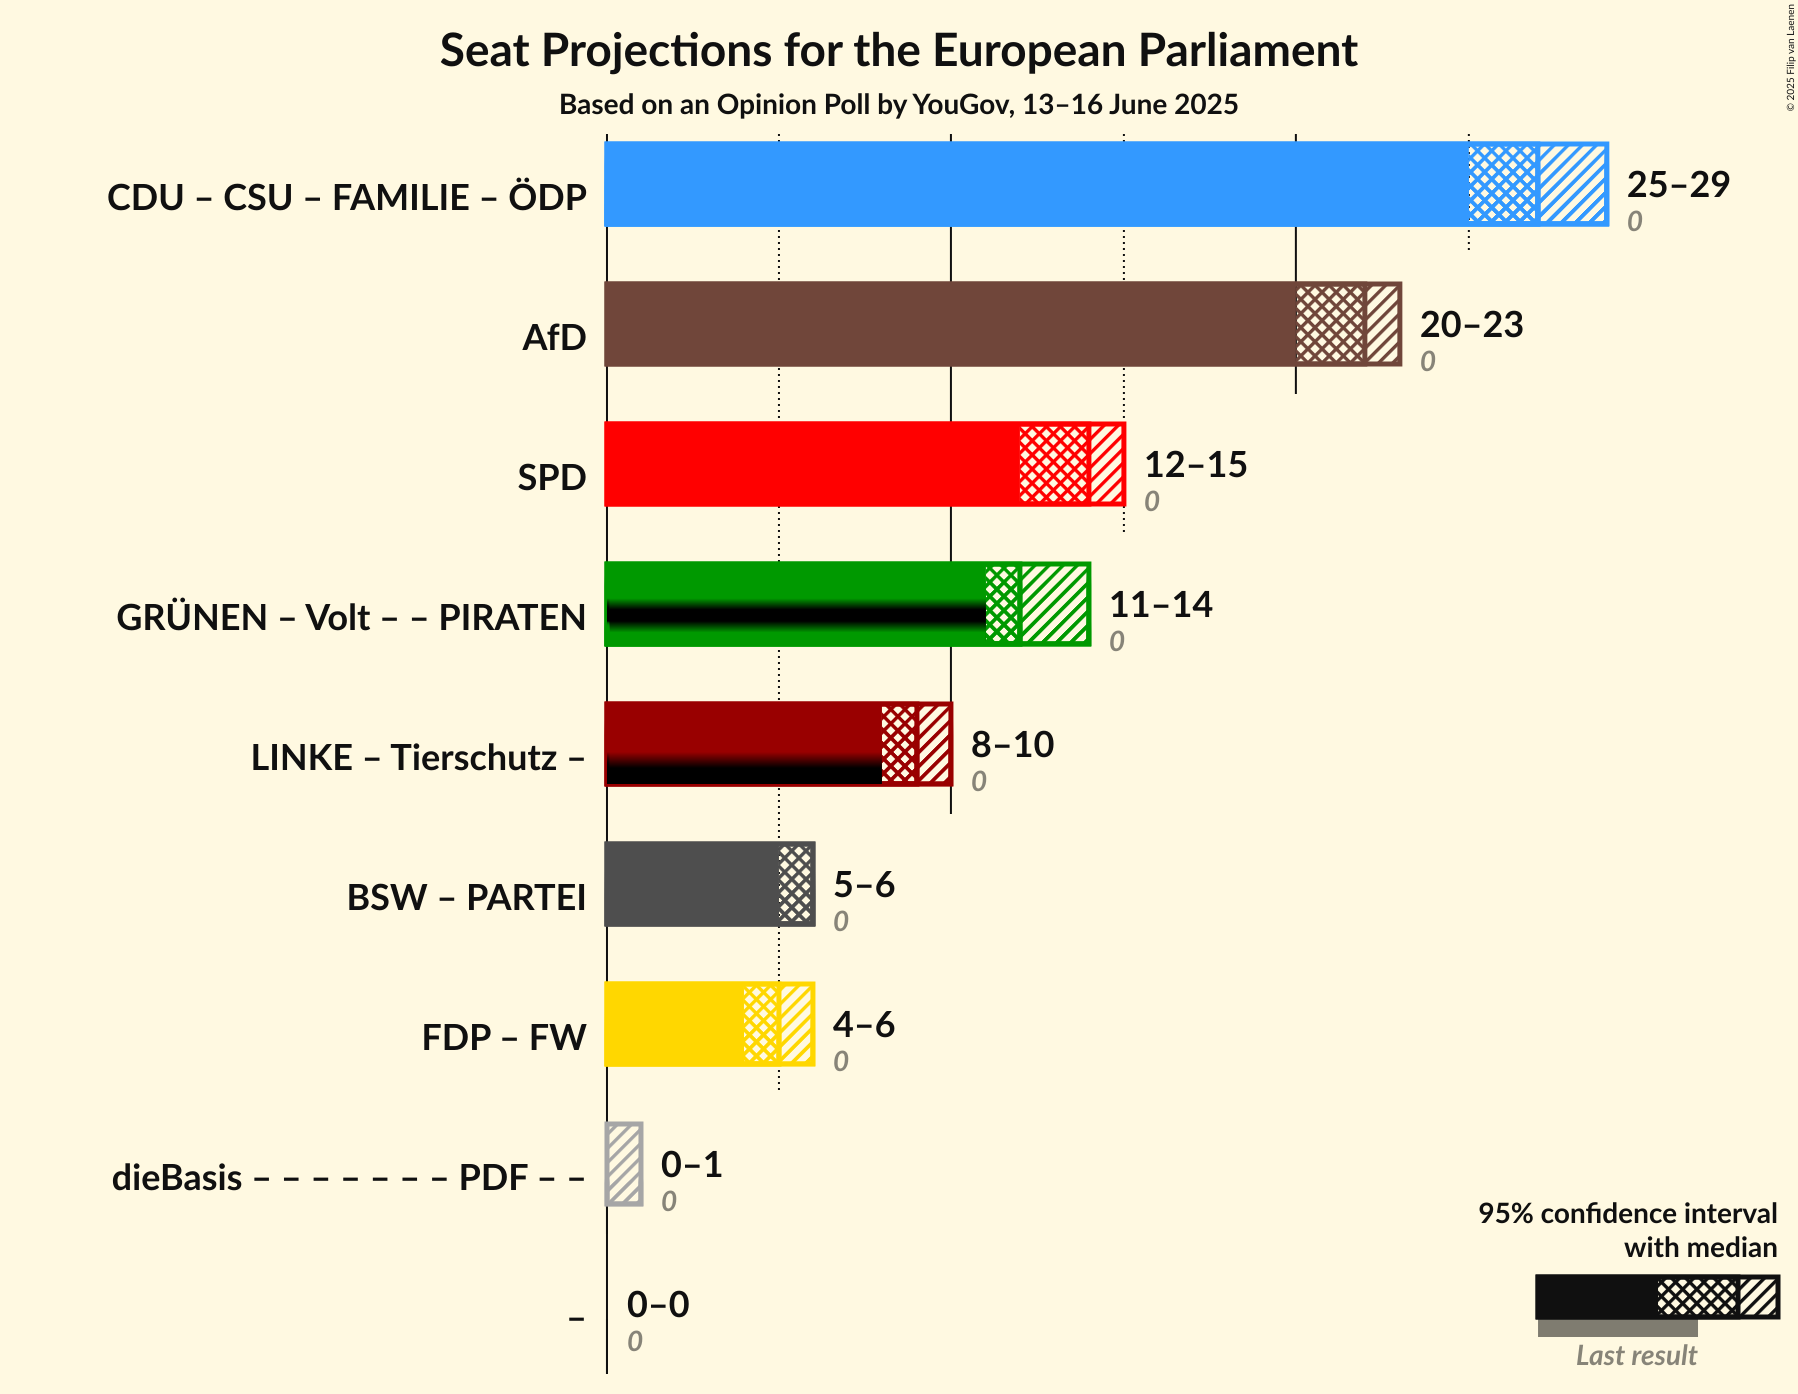 Seat Projections for the European Parliament
Based on an Opinion Poll by YouGov, 13–16 June 2025
© 2025 Filip van Laenen
CDU – CSU – FAMILIE – ÖDP
25–29
0
AfD
20–23
0
SPD
12–15
0
GRÜNEN – Volt – – PIRATEN
11–14
0
LINKE – Tierschutz –
8–10
0
BSW – PARTEI
5–6
0
FDP – FW
4–6
0
dieBasis – – – – – – – PDF – –
0–1
0
–
0–0
0
95% confidence interval
with median
Last result